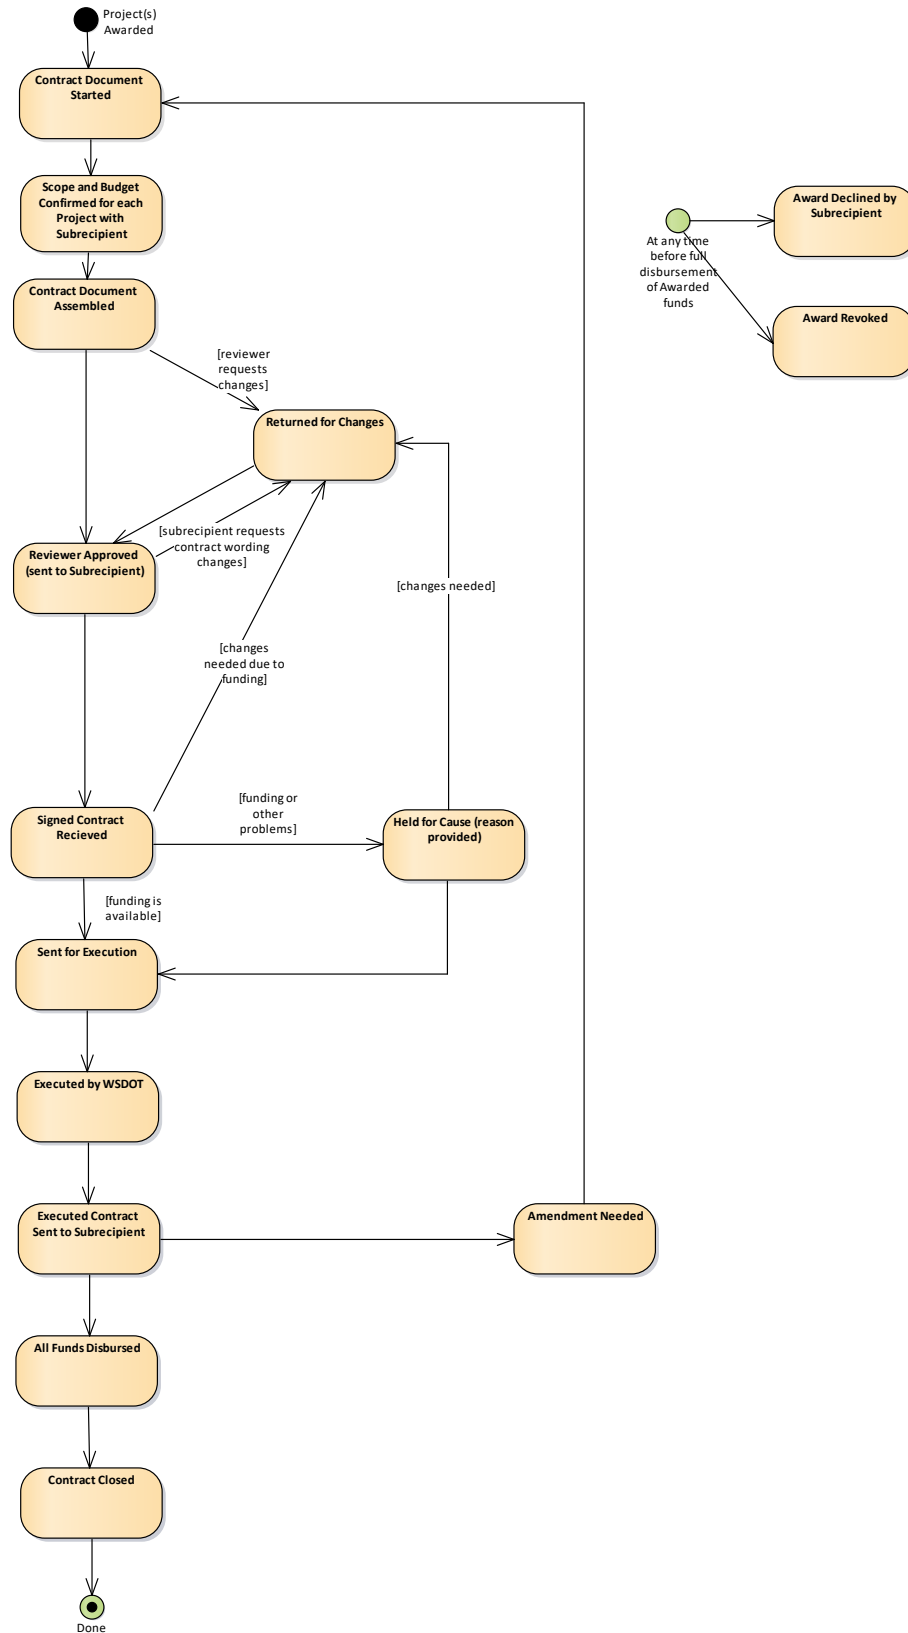 Project(s)
Awarded
Contract Document
Started
Scope and Budget
Confirmed for each
Project with
Subrecipient
Award Declined by
Subrecipient
At any time
before full
disbursement
of Awarded
funds
Contract Document
Assembled
Award Revoked
[reviewer
requests
changes]
Returned for Changes
[subrecipient requests
contract wording
changes]
Reviewer Approved
(sent to Subrecipient)
[changes needed]
[changes
needed due to
funding]
[funding or
other
problems]
Signed Contract
Recieved
Held for Cause (reason
provided)
[funding is
available]
Sent for Execution
Executed by WSDOT
Executed Contract
Sent to Subrecipient
Amendment Needed
All Funds Disbursed
Contract Closed
Done